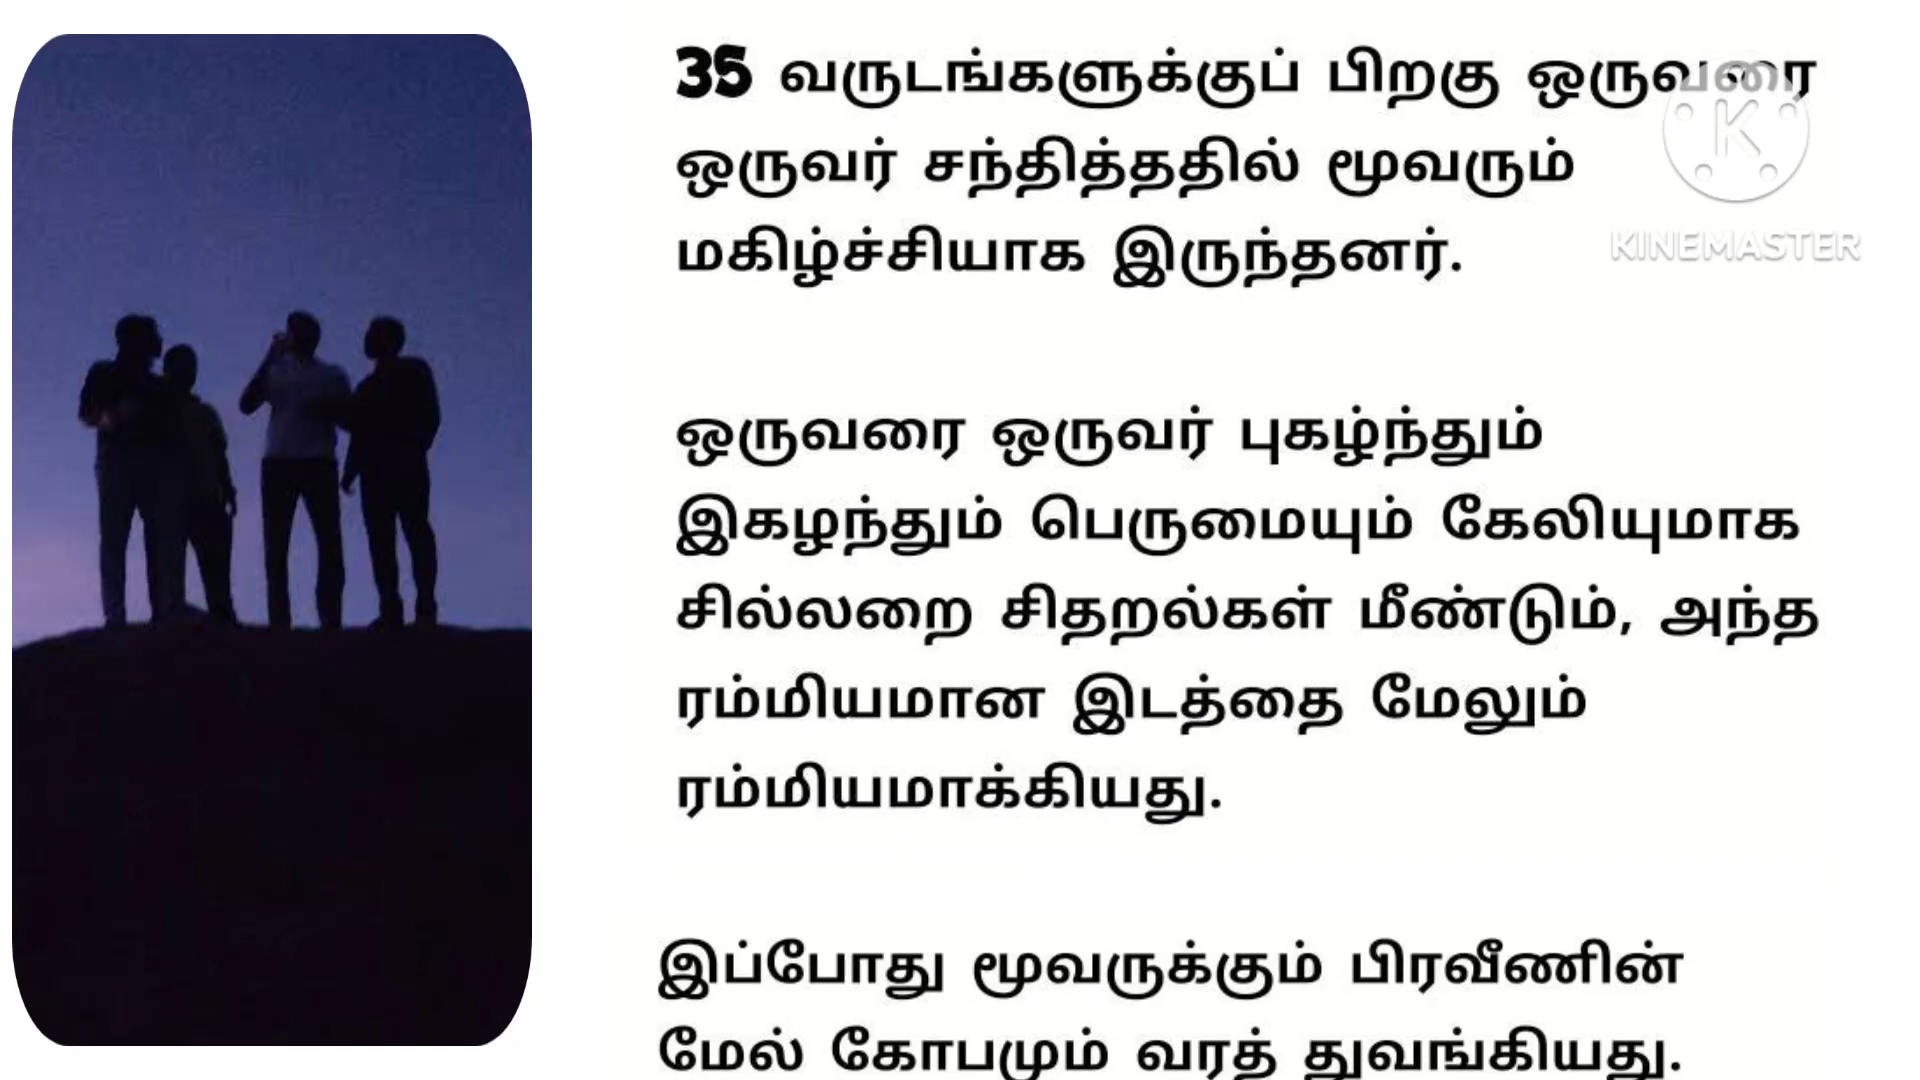 35 வருடங்களுக்குப் பிறகு ஒருவரை
ஒருவர் சந்தித்ததில் மூவரும்
மகிழ்ச்சியாக இருந்தனர்.
KINEMASTER
ஒருவரை ஒருவர் புகழ்ந்தும்
இகழந்தும் பெருமையும் கேலியுமாக
சில்லறை சிதறல்கள் மீண்டும், அந்த
ரம்மியமான இடத்தை மேலும்
ரம்மியமாக்கியது.
இப்போது மூவருக்கும் பிரவீணின்
மேல் கோபமும் வரத் துவங்கியது.